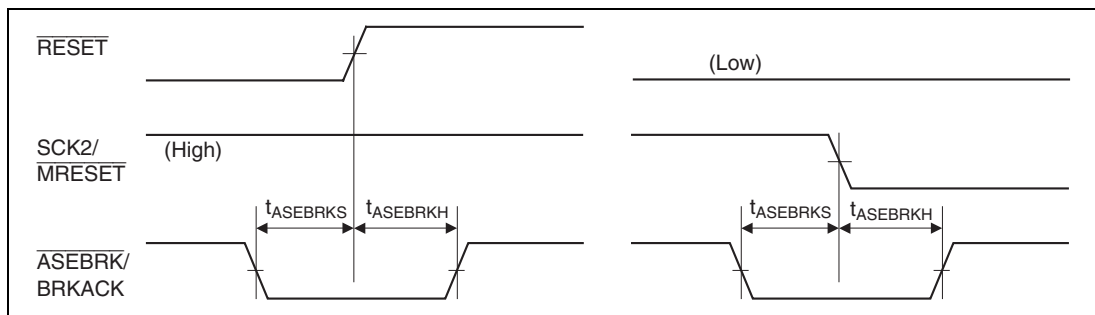 RESET
(Low)
SCK2/
MRESET
(High)
tASEBRKS
tASEBRKH
tASEBRKS
tASEBRKH
ASEBRK/
BRKACK